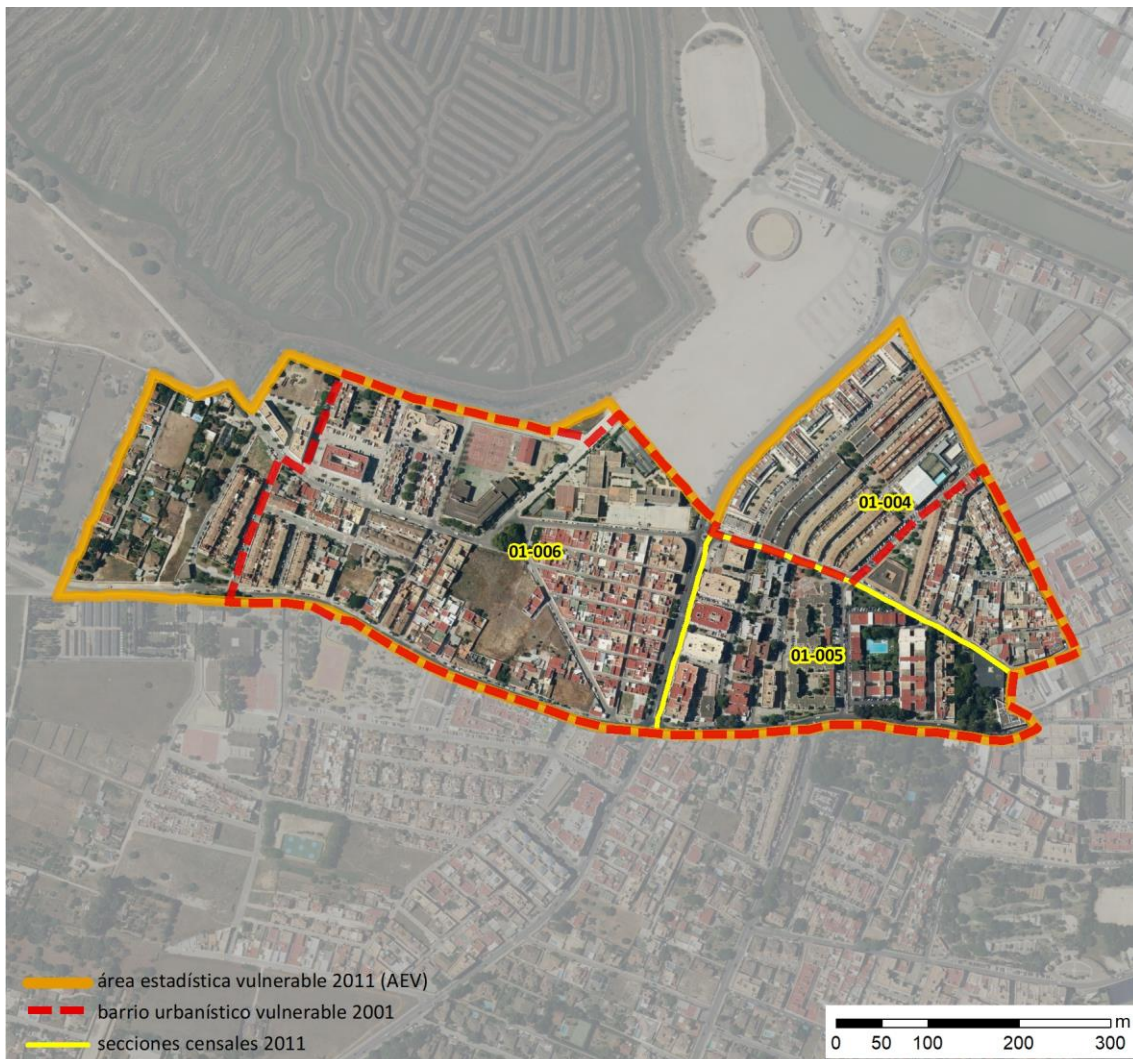 01-004
01-006
01-005
área estadística vulnerable 2011 (AEV)
barrio urbanístico vulnerable 2001
secciones censales 2011
m
0 50 100 200 300